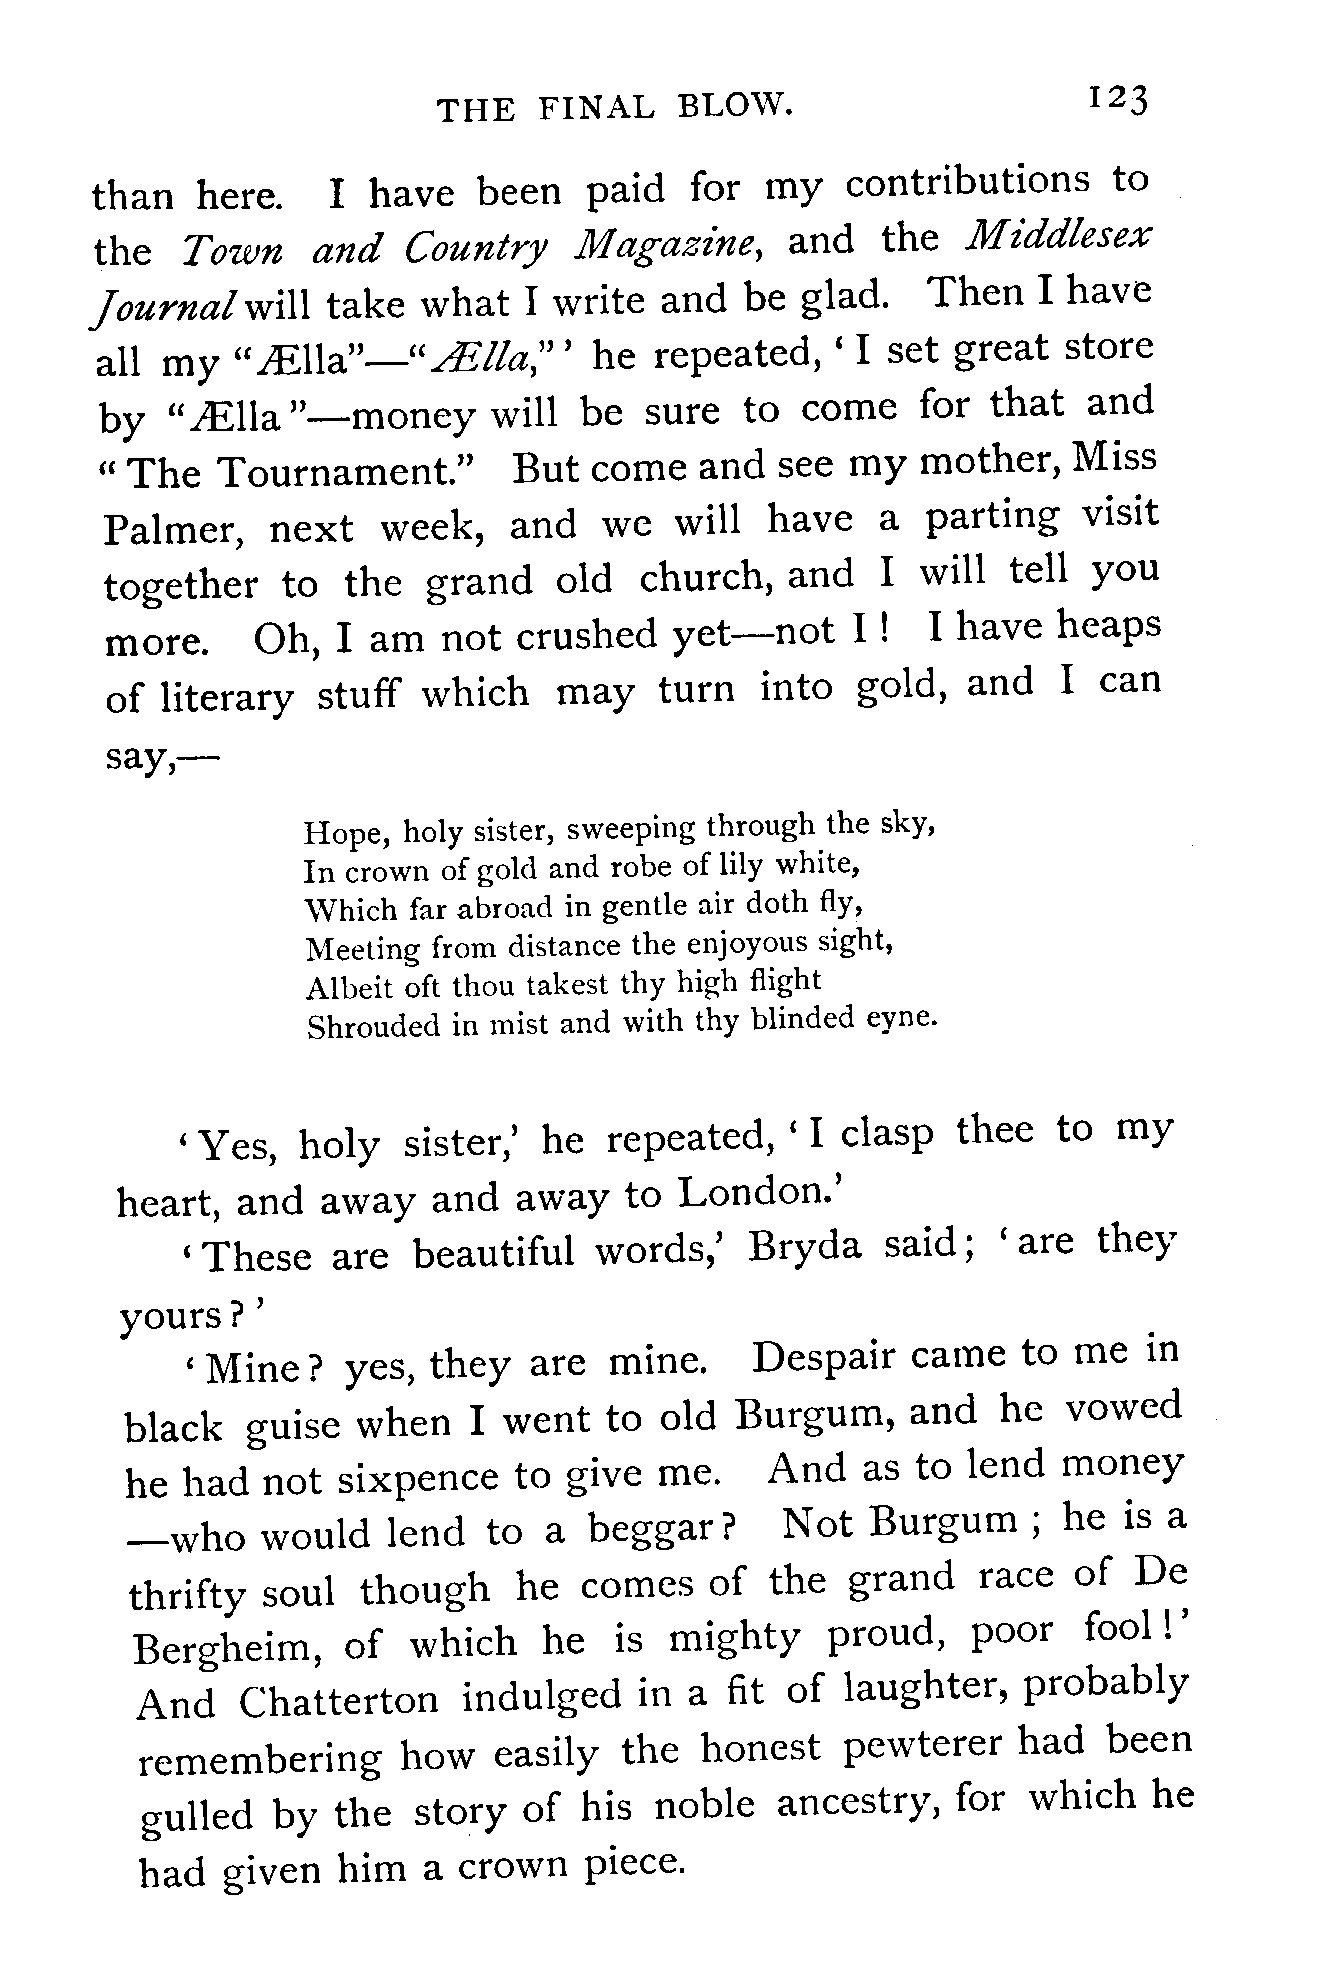 THE FINAL BLOW. 123
than here. I have been paid for my contributions to
the Town and Country Magazine, and the Middlesex
Journal will take what I write and be glad. Then I have
all my “Ælla”—“Ælla,” ’ he repeated, ‘ I set great store
by “Ælla ”—money will be sure to come for that and
“ The Tournament.” But come and see my mother, Miss
Palmer, next week, and we will have a parting visit
together to the grand old church, and I will tell you
more. Oh, I am not crushed yet—not I ! I have heaps
of literary stuff which may turn into gold, and I can
say,—
Hope, holy sister, sweeping through the sky,
In crown of gold and robe of lily white,
Which far abroad in gentle air doth fly,
Meeting from distance the enjoyous sight,
Albeit oft thou takest thy high flight
Shrouded in mist and with thy blinded eyne.
‘ Yes, holy sister,’ he repeated, ‘ I clasp thee to my
heart, and away and away to London.’
‘ These are beautiful words,’ Bryda said ; ‘ are they
yours ? ’
‘ Mine ? yes, they are mine. Despair came to me in
black guise when I went to old Burgum, and he vowed
he had not sixpence to give me. And as to lend money
—who would lend to a beggar ? Not Burgum ; he is a
thrifty soul though he comes of the grand race of De
Bergheim, of which he is mighty proud, poor fool ! ’
And Chatterton indulged in a fit of laughter, probably
remembering how easily the honest pewterer had been
gulled by the story of his noble ancestry, for which he
had given him a crown piece.